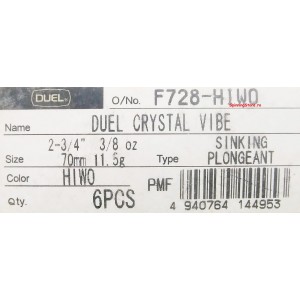 DUEL
O/No. F728-HIWO
Name DUEL CRYSTAL VIBE
Size 2-3/4" 3/8 oz 70mm 11.5g Type SINKING PLONGEANT
Color HIWO
Qty. 6PCS PMF 4 940764 144953